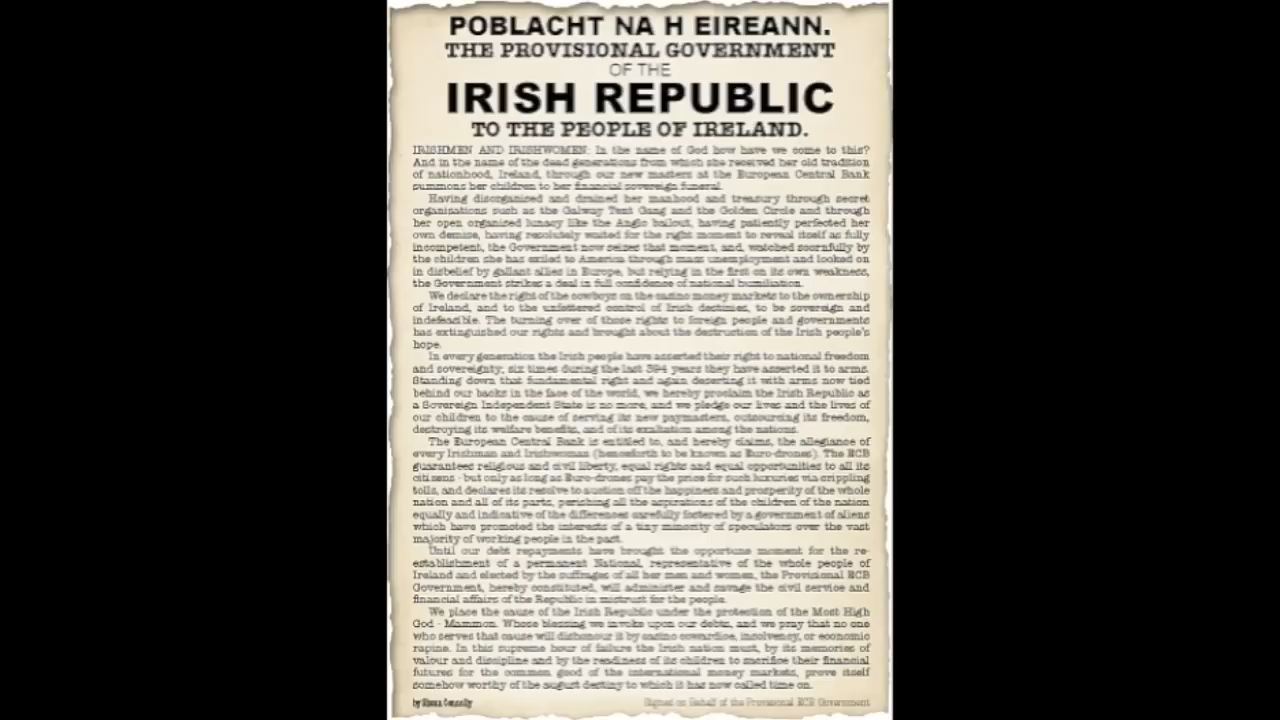 POBLACHT NA H EIREANN.
THE PROVISIONAL GOVERNMENT
OF THE
IRISH REPUBLIC
TO THE PEOPLE OF IRELAND.
IRISHMEN AND IRISHWOMEN: In the name of God how have we come to this?
And in the name of the dead generations from which she received her old tradition
of nationhood, Ireland, through our new masters at the European Central Bank
summons her children to her financial sovereign funeral.
Having disorganised and drained her manhood and treasury through secret
organisations such as the Galway Tent Gang and the Golden Circle and through
her open organised lunacy like the Anglo bailout, having patiently perfected her
own demise, having resolutely waited for the right moment to reveal itself as fully
incompetent, the Government now seizes that moment, and, watched scornfully by
the children she has exiled to America through mass unemployment and looked on
in disbelief by gallant allies in Europe, but relying in the first on its own weakness,
the Government strikes a deal in full confidence of national humiliation.
We declare the right of the cowboys on the casino money markets to the ownership
of Ireland, and to the unfettered control of Irish destinies, to be sovereign and
indefeasible. The turning over of those rights to foreign people and governments
has extinguished our rights and brought about the destruction of the Irish people's
hope.
In every generation the Irish people have asserted their right to national freedom
and sovereignty, six times during the last 394 years they have asserted it to arms.
Standing down that fundamental right and again deserting it with arms now tied
behind our backs in the face of the world, we hereby proclaim the Irish Republic as
a Sovereign Independent State is no more, and we pledge our lives and the lives of
our children to the cause of serving its new paymasters, outsourcing its freedom,
destroying its welfare benefits, and of its exaltation among the nations.
The European Central Bank is entitled to, and hereby claims, the allegiance of
every Irishman and Irishwoman (henceforth to be known as Euro-drones). The ECB
guarantees religious and civil liberty, equal rights and equal opportunities to all its
citizens - but only as long as Euro-drones pay the price for such luxuries via crippling
tolls, and declares its resolve to auction off the happiness and prosperity of the whole
nation and all of its parts, perishing all the aspirations of the children of the nation
equally and indicative of the differences carefully fostered by a government of aliens
which have promoted the interests of a tiny minority of speculators over the vast
majority of working people in the past.
Until our debt repayments have brought the opportune moment for the re-
establishment of a permanent National, representative of the whole people of
Ireland and elected by the suffrages of all her men and women, the Provisional ECB
Government, hereby constituted, will administer and savage the civil service and
financial affairs of the Republic in mistrust for the people.
We place the cause of the Irish Republic under the protection of the Most High
God - Mammon. Whose blessing we invoke upon our debts, and we pray that no one
who serves that cause will dishonour it by casino cowardice, insolvency, or economic
rapine. In this supreme hour of failure the Irish nation must, by its memories of
valour and discipline and by the readiness of its children to sacrifice their financial
futures for the common good of the international money markets, prove itself
somehow worthy of the august destiny to which it has now called time on.
by Connolly
Signed on Behalf of the Provisional ECB Government